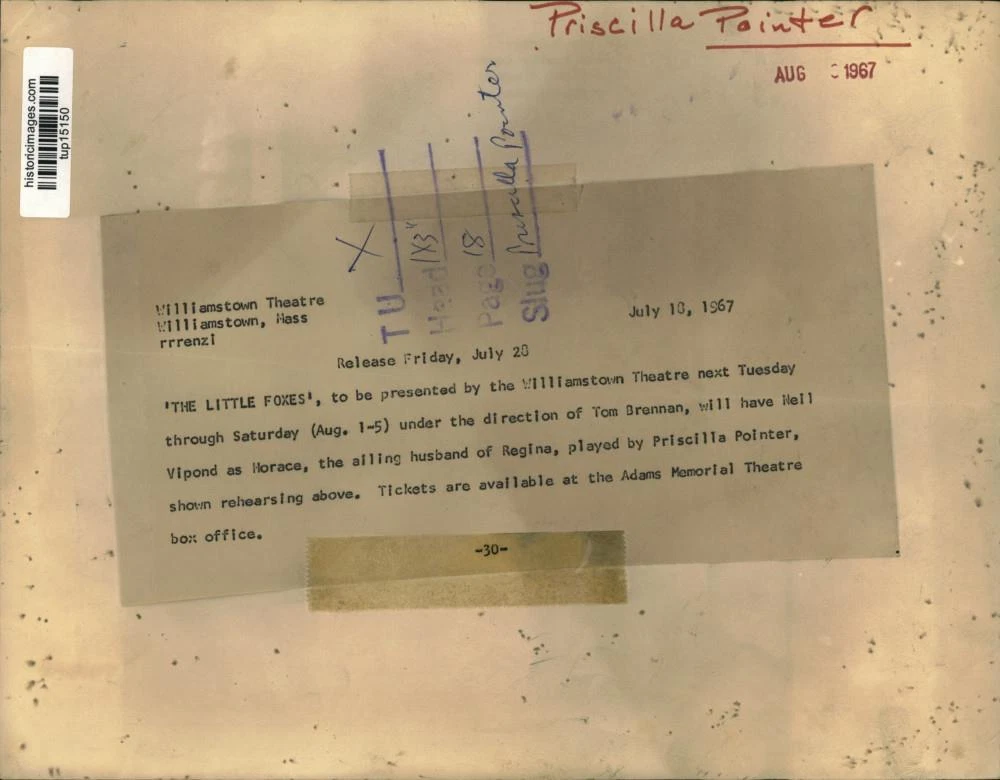 Priscilla Pointer
AUG 1967
historicimages.com
tup15150
TU X
Head 1X3"
Page 18
Slug Priscilla Pointer
Williamstown Theatre
Williamstown, Mass
rrrenzi
July 18, 1967
Release Friday, July 28
'THE LITTLE FOXES', to be presented by the Williamstown Theatre next Tuesday
through Saturday (Aug. 1-5) under the direction of Tom Brennan, will have Neil
Vipond as Horace, the ailing husband of Regina, played by Priscilla Pointer,
shown rehearsing above. Tickets are available at the Adams Memorial Theatre
box office.
-30-